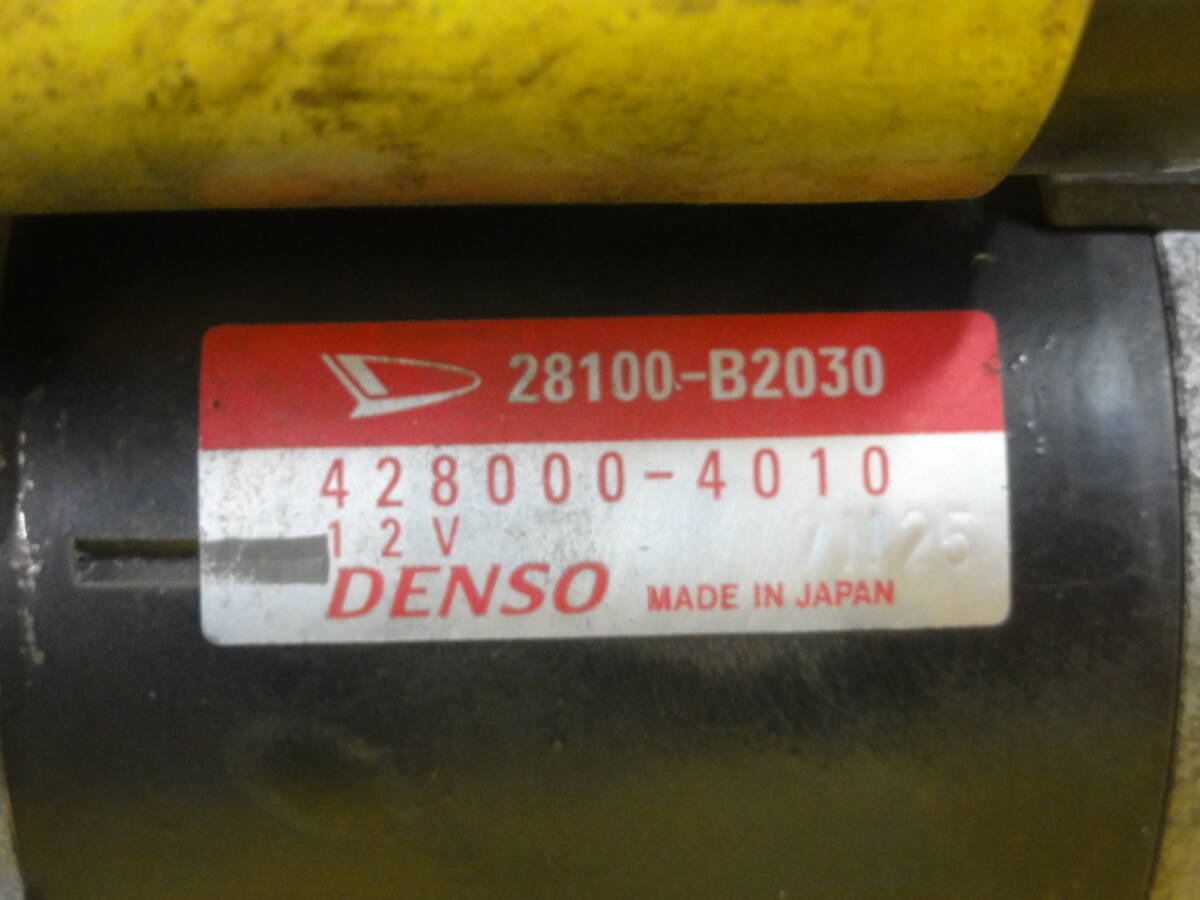 28100-B2030
428000-4010
12V
DENSO MADE IN JAPAN